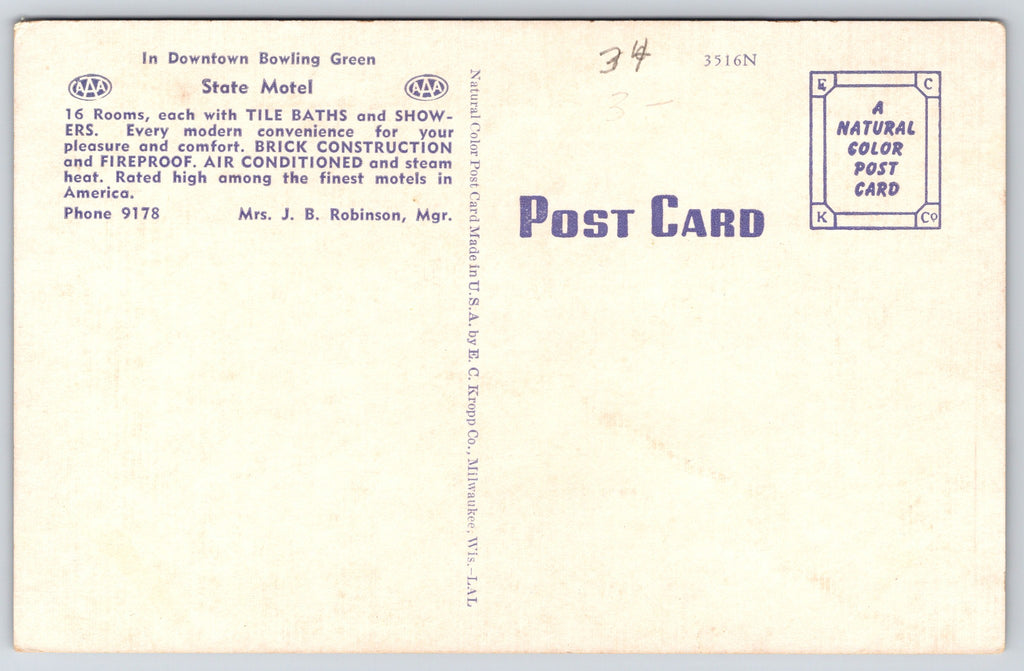 In Downtown Bowling Green
AAA State Motel AAA
16 Rooms, each with TILE BATHS and SHOW-
ERS. Every modern convenience for your
pleasure and comfort. BRICK CONSTRUCTION
and FIREPROOF. AIR CONDITIONED and steam
heat. Rated high among the finest motels in
America.
Phone 9178 Mrs. J. B. Robinson, Mgr.
Natural Color Post Card Made in U.S.A. by E. C. Kropp Co., Milwaukee, Wis.-LAL
34
3-
3516N
POST CARD
E C
A
NATURAL
COLOR
POST
CARD
K Co